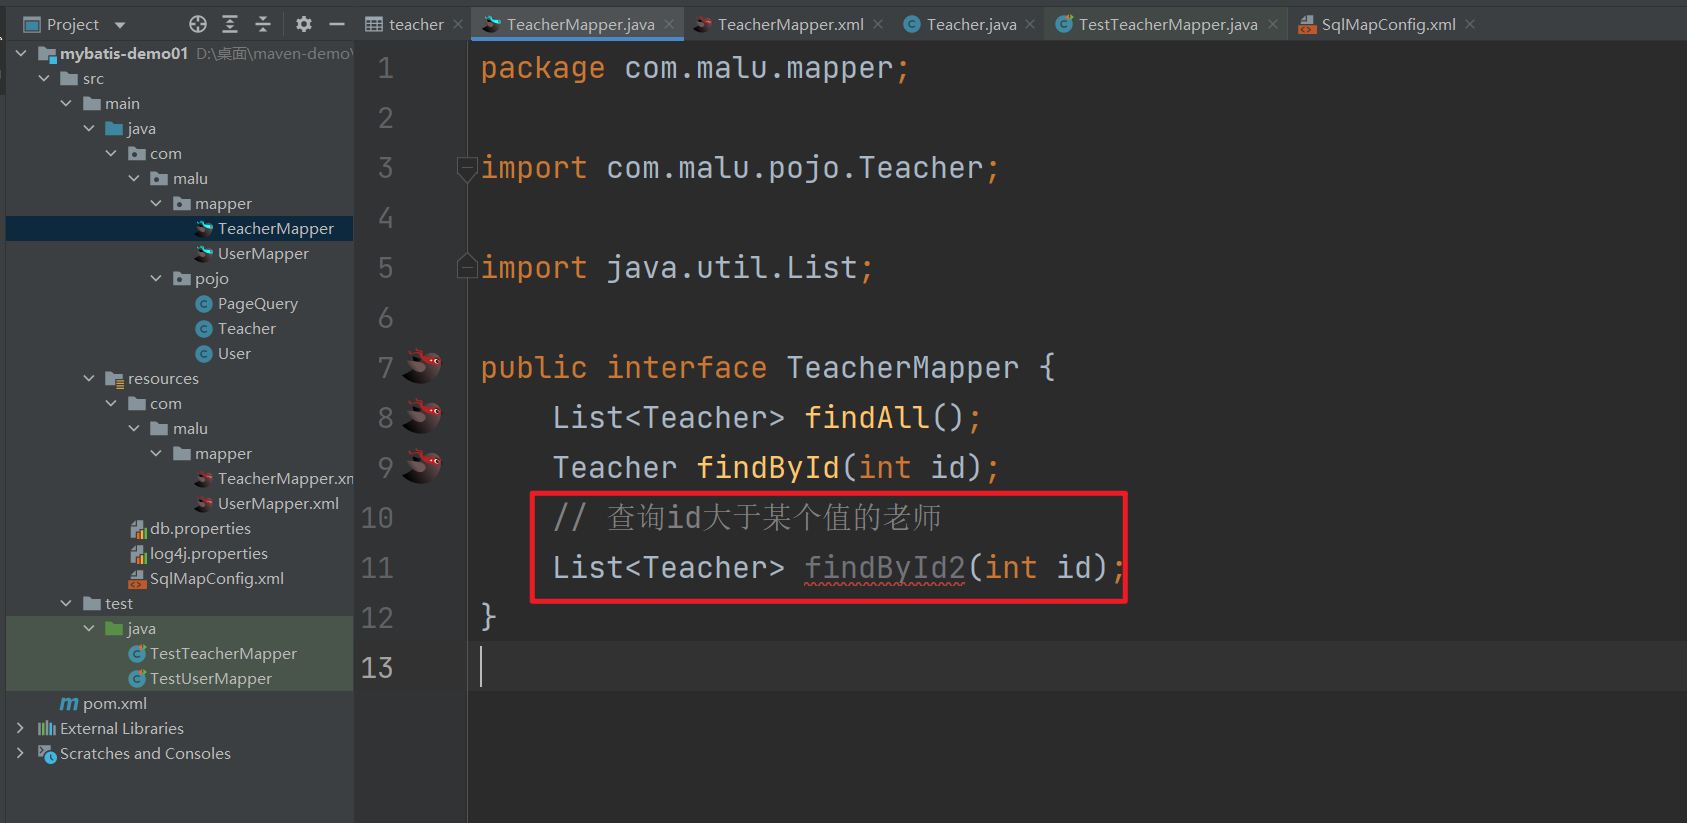 Project
teacher
TeacherMapper.java
TeacherMapper.xml
Teacher.java
TestTeacherMapper.java
SqlMapConfig.xml
mybatis-demo01 D:\桌面\maven-demo\
src
main
java
com
malu
mapper
TeacherMapper
UserMapper
pojo
PageQuery
Teacher
User
resources
com
malu
mapper
TeacherMapper.xm
UserMapper.xml
db.properties
log4j.properties
SqlMapConfig.xml
test
java
TestTeacherMapper
TestUserMapper
pom.xml
External Libraries
Scratches and Consoles
1 package com.malu.mapper;
2
3 import com.malu.pojo.Teacher;
4
5 import java.util.List;
6
7 public interface TeacherMapper {
8 List<Teacher> findAll();
9 Teacher findById(int id);
10 // 查询id大于某个值的老师
11 List<Teacher> findById2(int id);
12 }
13